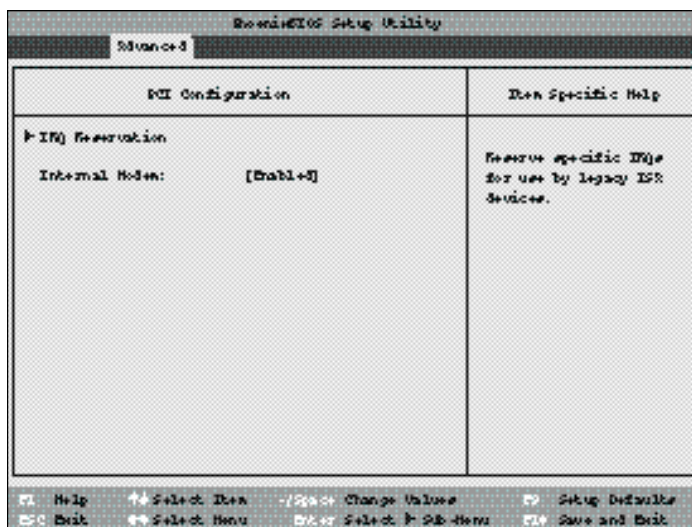 PhoenixBIOS Setup Utility
Advanced
PCI Configuration
Item Specific Help
IRQ Reservation
Internal Modem: [Enabled]
Reserve specific IRQs
for use by legacy ISA
devices.
F1 Help ↑↓ Select Item -/Space Change Values F9 Setup Defaults
ESC Exit ↔ Select Menu Enter Select ▶ Sub-Menu F10 Save and Exit